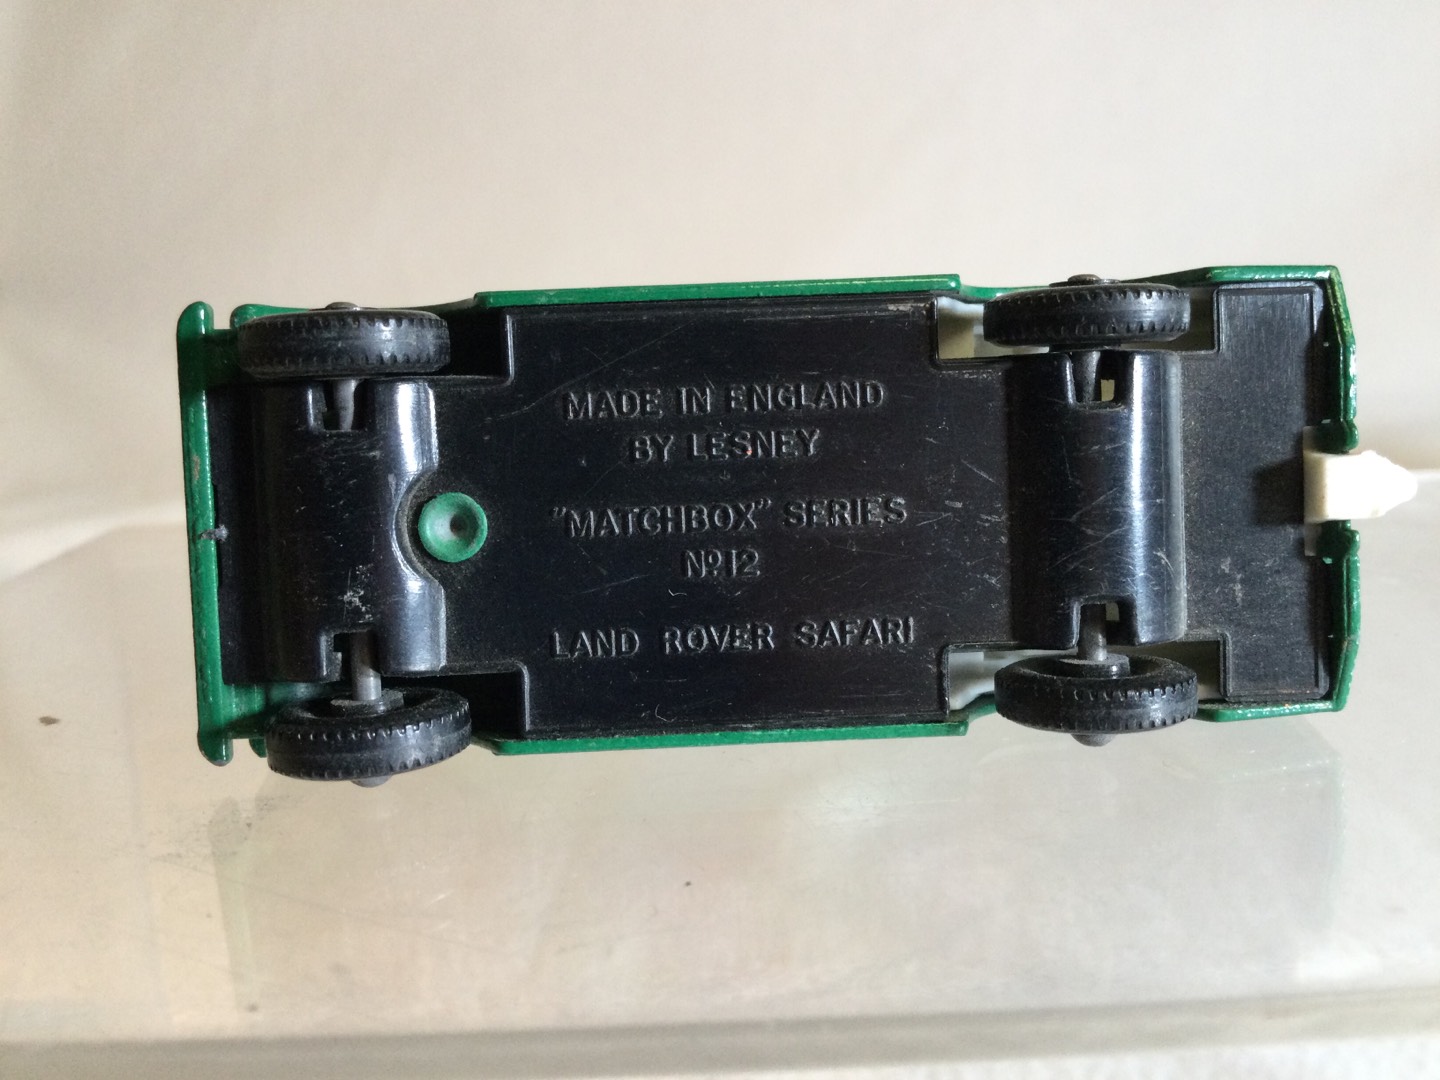 MADE IN ENGLAND
BY LESNEY
"MATCHBOX" SERIES
Nº12
LAND ROVER SAFARI